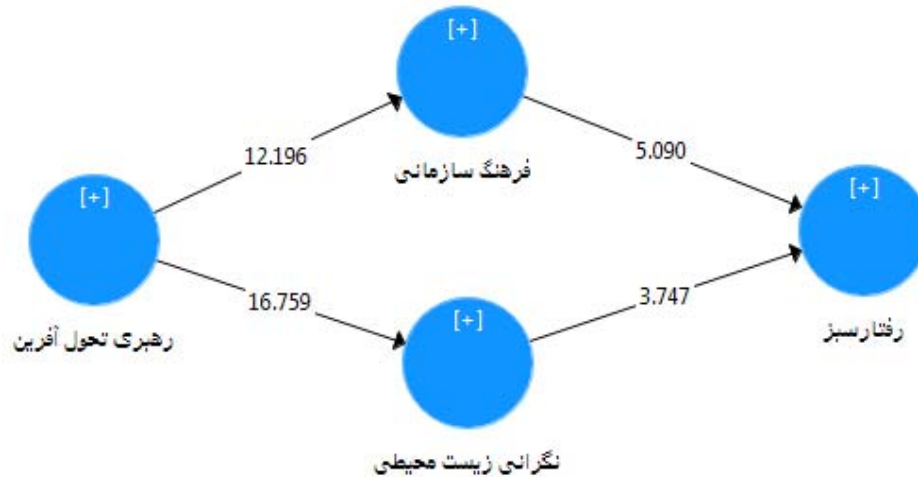 [+]
12.196
5.090
فرهنگ سازمانی
[+]
[+]
16.759
3.747
[+]
رفتارسبز
رهبری تحول آفرین
نگرانی زیست محیطی